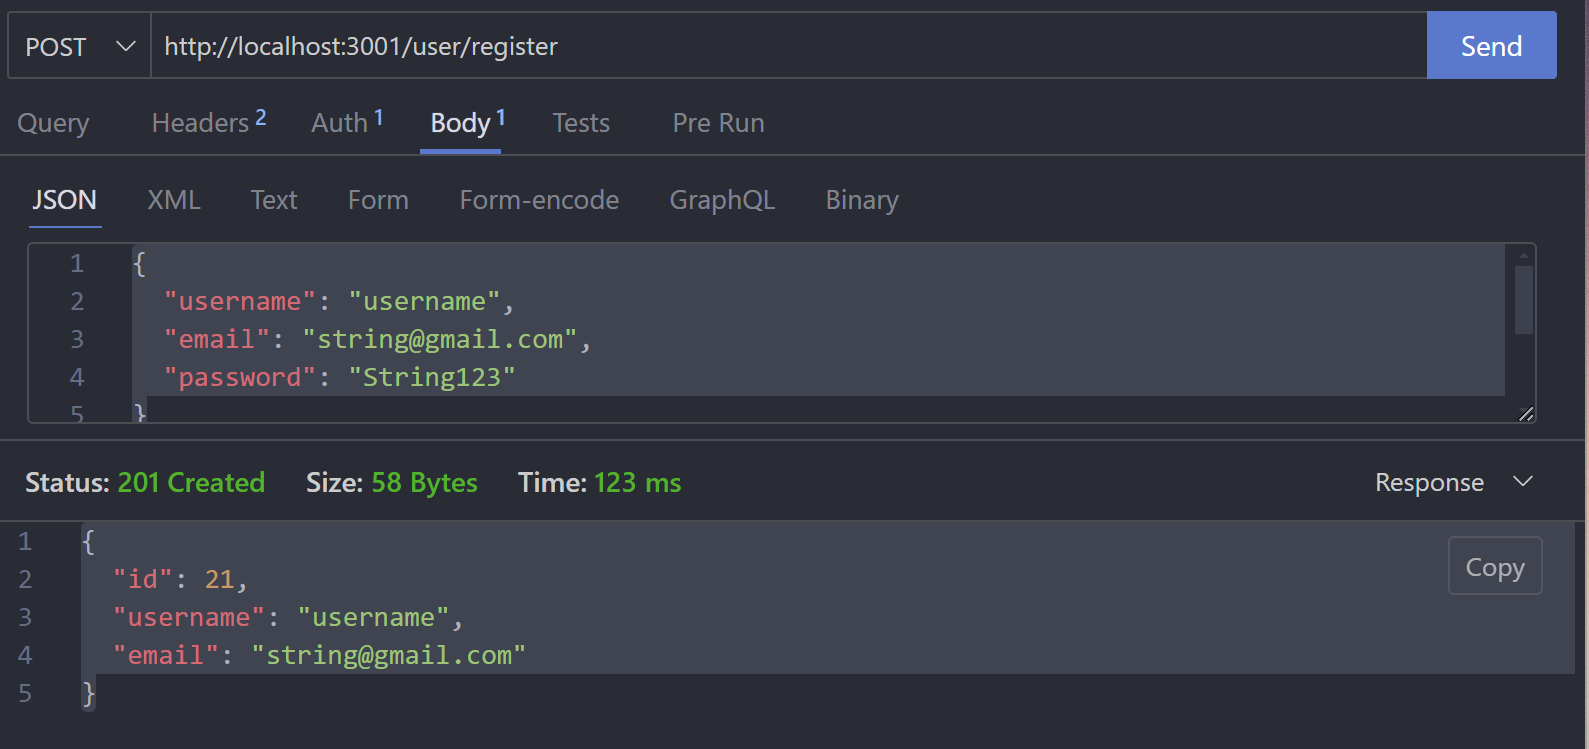 POST http://localhost:3001/user/register Send
Query Headers 2 Auth 1 Body 1 Tests Pre Run
JSON XML Text Form Form-encode GraphQL Binary
1 {
2 "username": "username",
3 "email": "string@gmail.com",
4 "password": "String123"
5 }
Status: 201 Created Size: 58 Bytes Time: 123 ms Response
1 {
Copy
2 "id": 21,
3 "username": "username",
4 "email": "string@gmail.com"
5 }